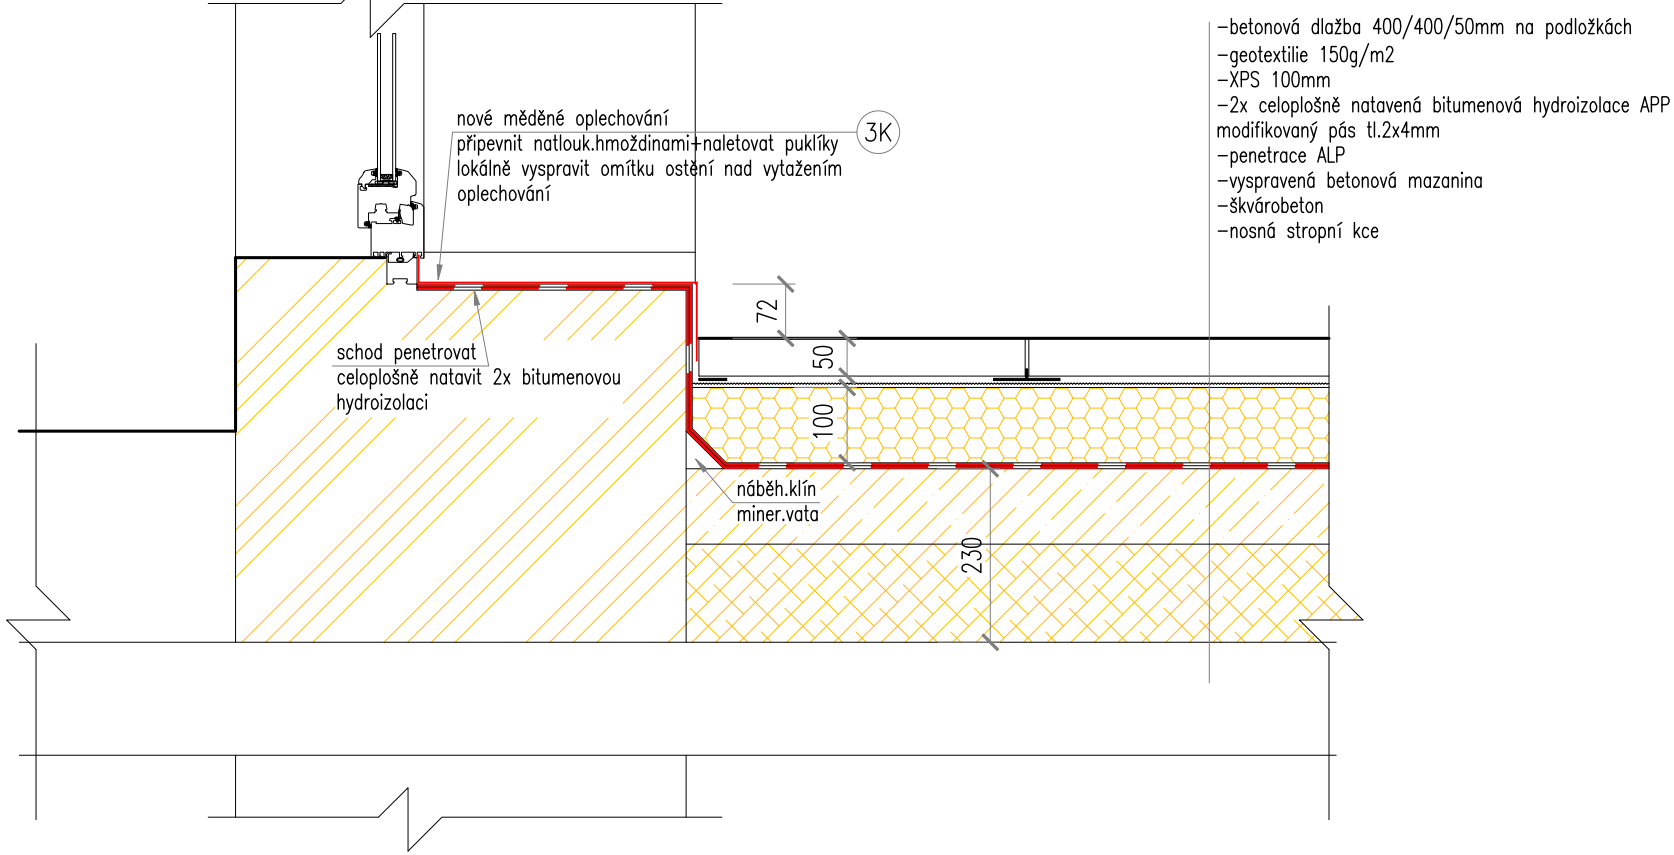 -betonová dlažba 400/400/50mm na podložkách
-geotextilie 150g/m2
-XPS 100mm
-2x celoplošně natavená bitumenová hydroizolace APP
modifikovaný pás tl.2x4mm
-penetrace ALP
-vyspravená betonová mazanina
-škvárobeton
-nosná stropní kce
nové měděné oplechování
připevnit natlouk.hmoždinami+naletovat puklíky
lokálně vyspravit omítku ostění nad vytažením
oplechování
3K
72
50
100
230
schod penetrovat
celoplošně natavit 2x bitumenovou
hydroizolaci
náběh.klín
miner.vata